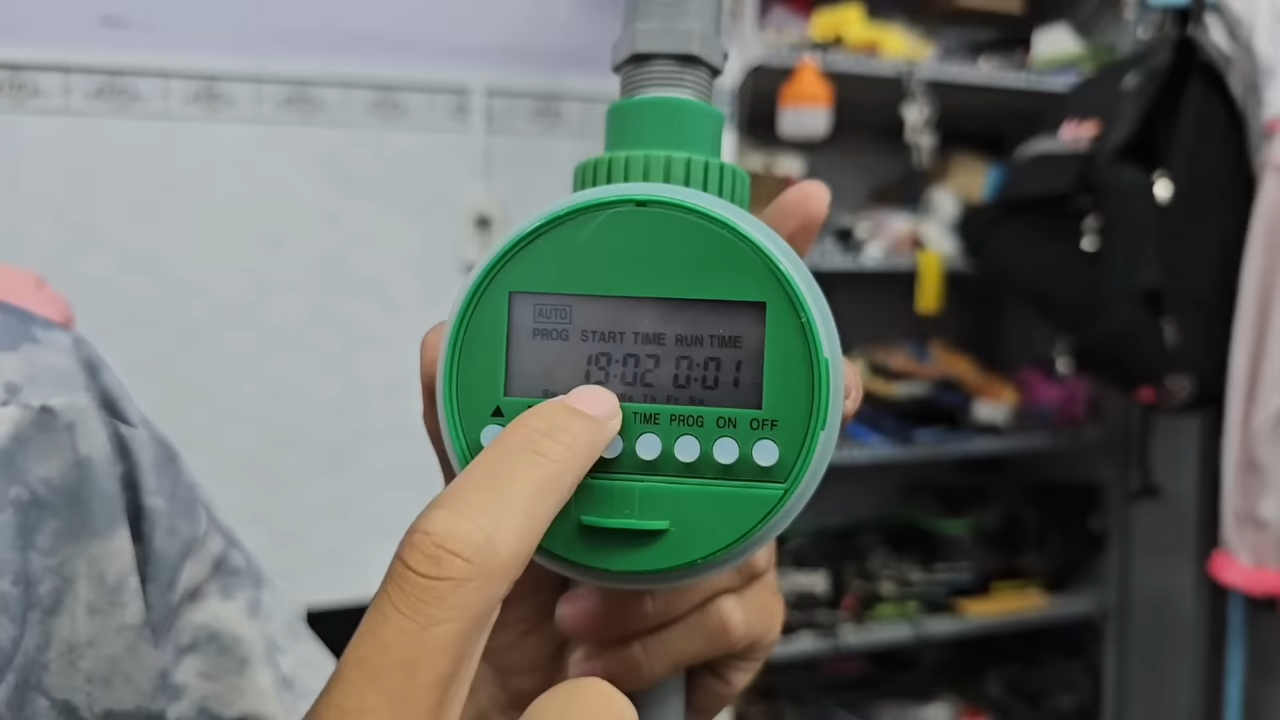 AUTO
PROG START TIME RUN TIME
19:02 0:01
Th Fr Sa
▲ TIME PROG ON OFF